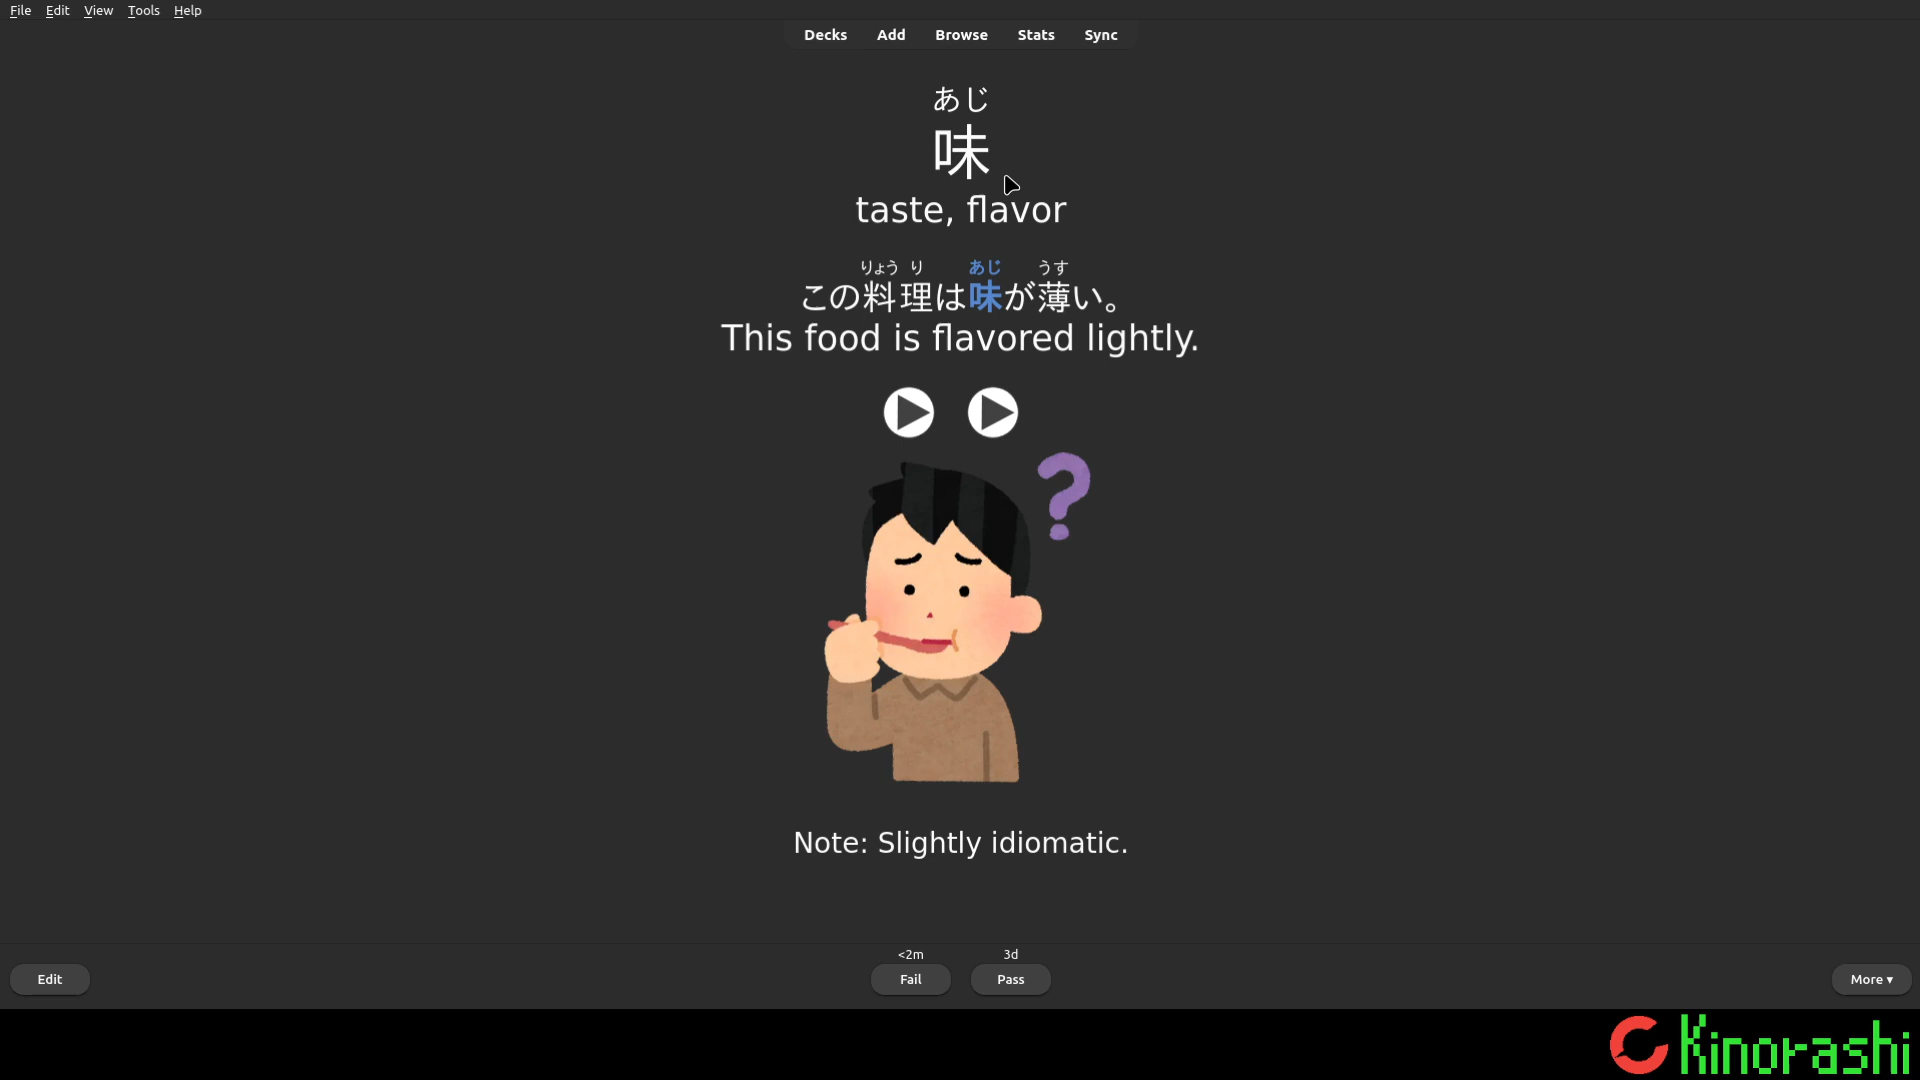 File Edit View Tools Help
Decks Add Browse Stats Sync
あじ
味
taste, flavor
りょう り あじ うす
この料理は味が薄い。
This food is flavored lightly.
?
Note: Slightly idiomatic.
<2m 3d
Edit Fail Pass More ▾
Kinorashi